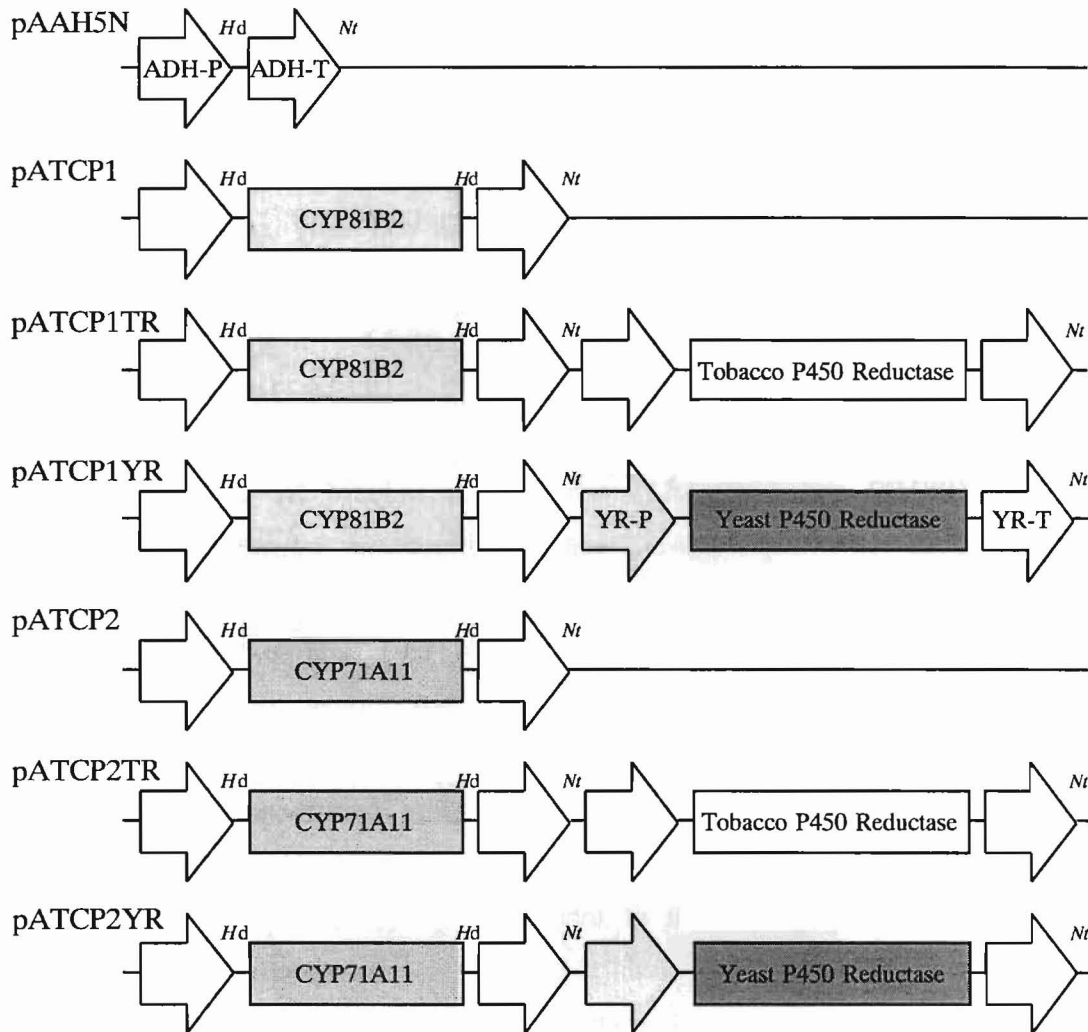 pAAH5N
Hd Nt
ADH-P ADH-T
pATCP1
Hd Hd Nt
CYP81B2
pATCP1TR
Hd Hd Nt Nt
CYP81B2 Tobacco P450 Reductase
pATCP1YR
Hd Hd Nt Nt
CYP81B2 YR-P Yeast P450 Reductase YR-T
pATCP2
Hd Hd Nt
CYP71A11
pATCP2TR
Hd Hd Nt Nt
CYP71A11 Tobacco P450 Reductase
pATCP2YR
Hd Hd Nt Nt
CYP71A11 Yeast P450 Reductase